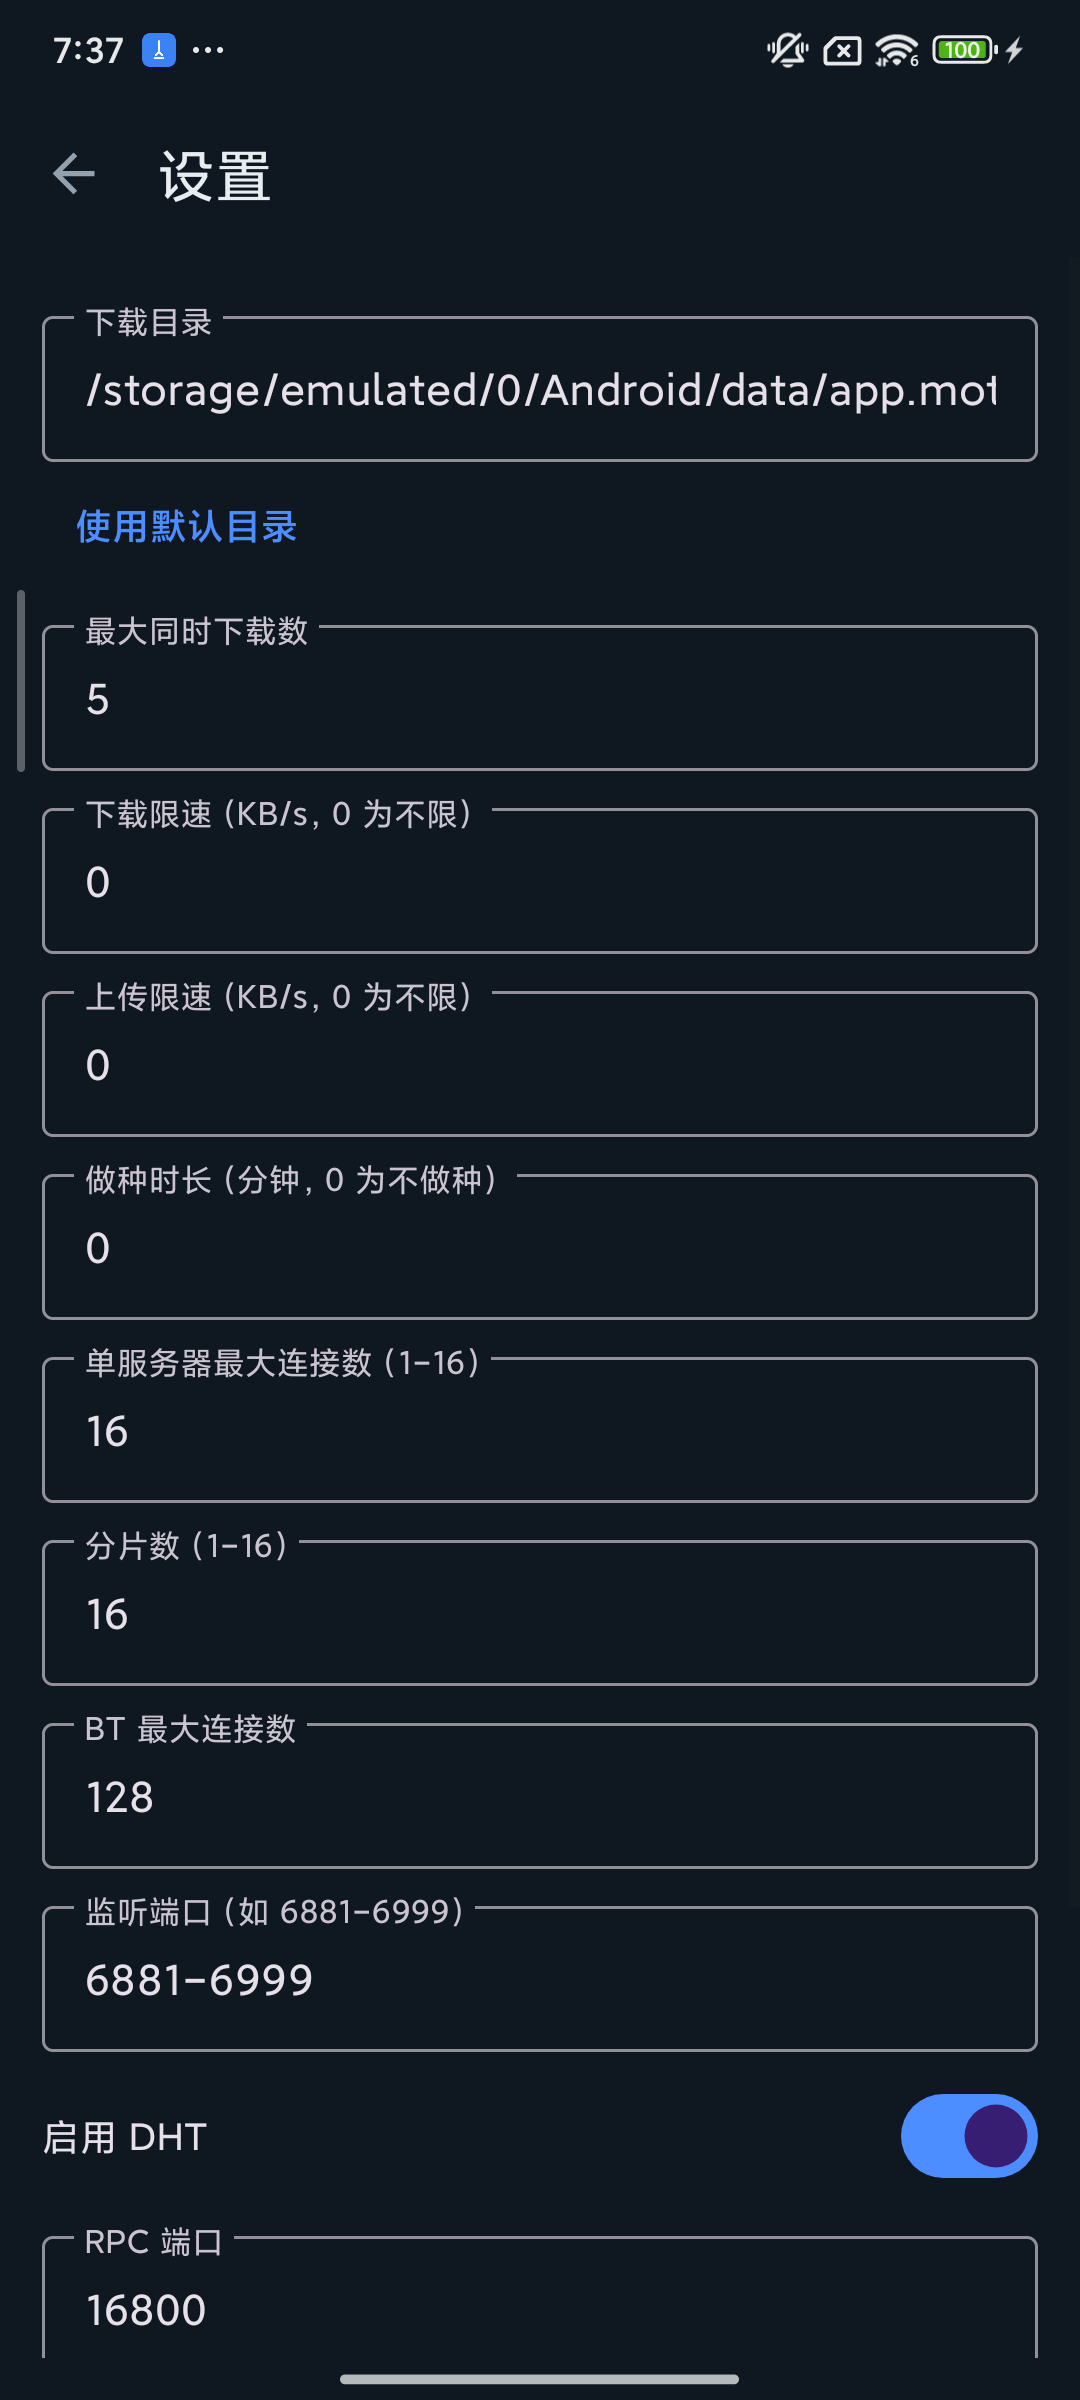 7:37
6
100
设置
下载目录
/storage/emulated/0/Android/data/app.mot
使用默认目录
最大同时下载数
5
下载限速 (KB/s, 0 为不限)
0
上传限速 (KB/s, 0 为不限)
0
做种时长 (分钟, 0 为不做种)
0
单服务器最大连接数 (1-16)
16
分片数 (1-16)
16
BT 最大连接数
128
监听端口 (如 6881-6999)
6881-6999
启用 DHT
RPC 端口
16800